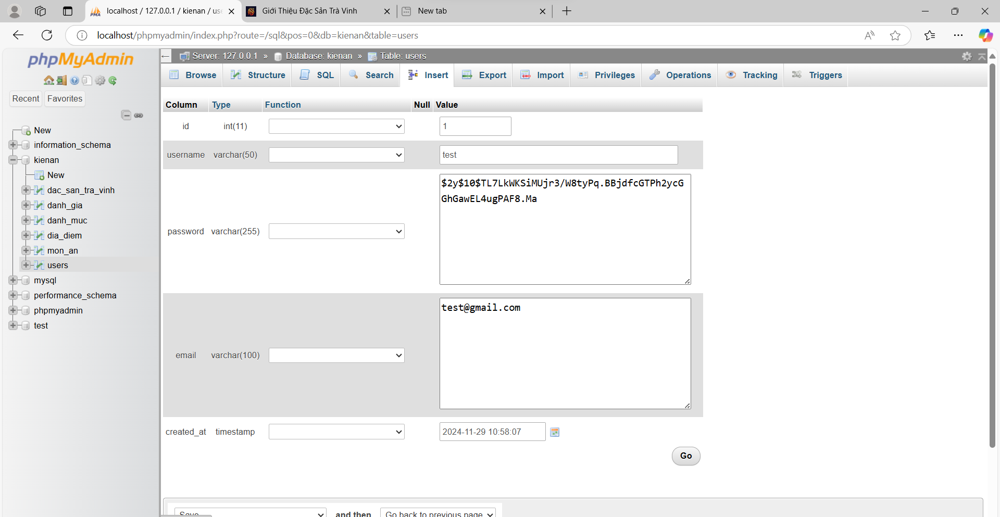 localhost / 127.0.0.1 / kienan / use
Giới Thiệu Đặc Sản Trà Vinh
New tab
localhost/phpmyadmin/index.php?route=/sql&pos=0&db=kienan&table=users
phpMyAdmin
Recent
Favorites
New
information_schema
kienan
New
dac_san_tra_vinh
danh_gia
danh_muc
dia_diem
mon_an
users
mysql
performance_schema
phpmyadmin
test
Server: 127.0.0.1 » Database: kienan » Table: users
Browse Structure SQL Search Insert Export Import Privileges Operations Tracking Triggers
Column Type Function Null Value
id int(11) 1
username varchar(50) test
password varchar(255) $2y$10$TL7LkWKSiMUjr3/W8tyPq.BBjdfcGTPh2ycG
GhGawEL4ugPAF8.Ma
email varchar(100) test@gmail.com
created_at timestamp 2024-11-29 10:58:07
Go
Save and then Go back to previous page